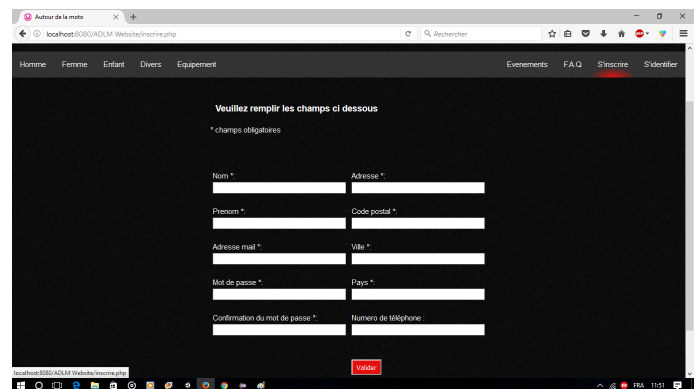 Autour de la moto
localhost:8080/ADLM Website/inscrire.php
Rechercher
Homme Femme Enfant Divers Equipement Evenements F.A.Q S'inscrire S'identifier
Veuillez remplir les champs ci dessous
* champs obligatoires
Nom *: Adresse *:
Prenom *: Code postal *:
Adresse mail *: Ville *:
Mot de passe *: Pays *:
Confirmation du mot de passe *: Numero de téléphone :
Valider
localhost:8080/ADLM Website/inscrire.php
FRA 11:51